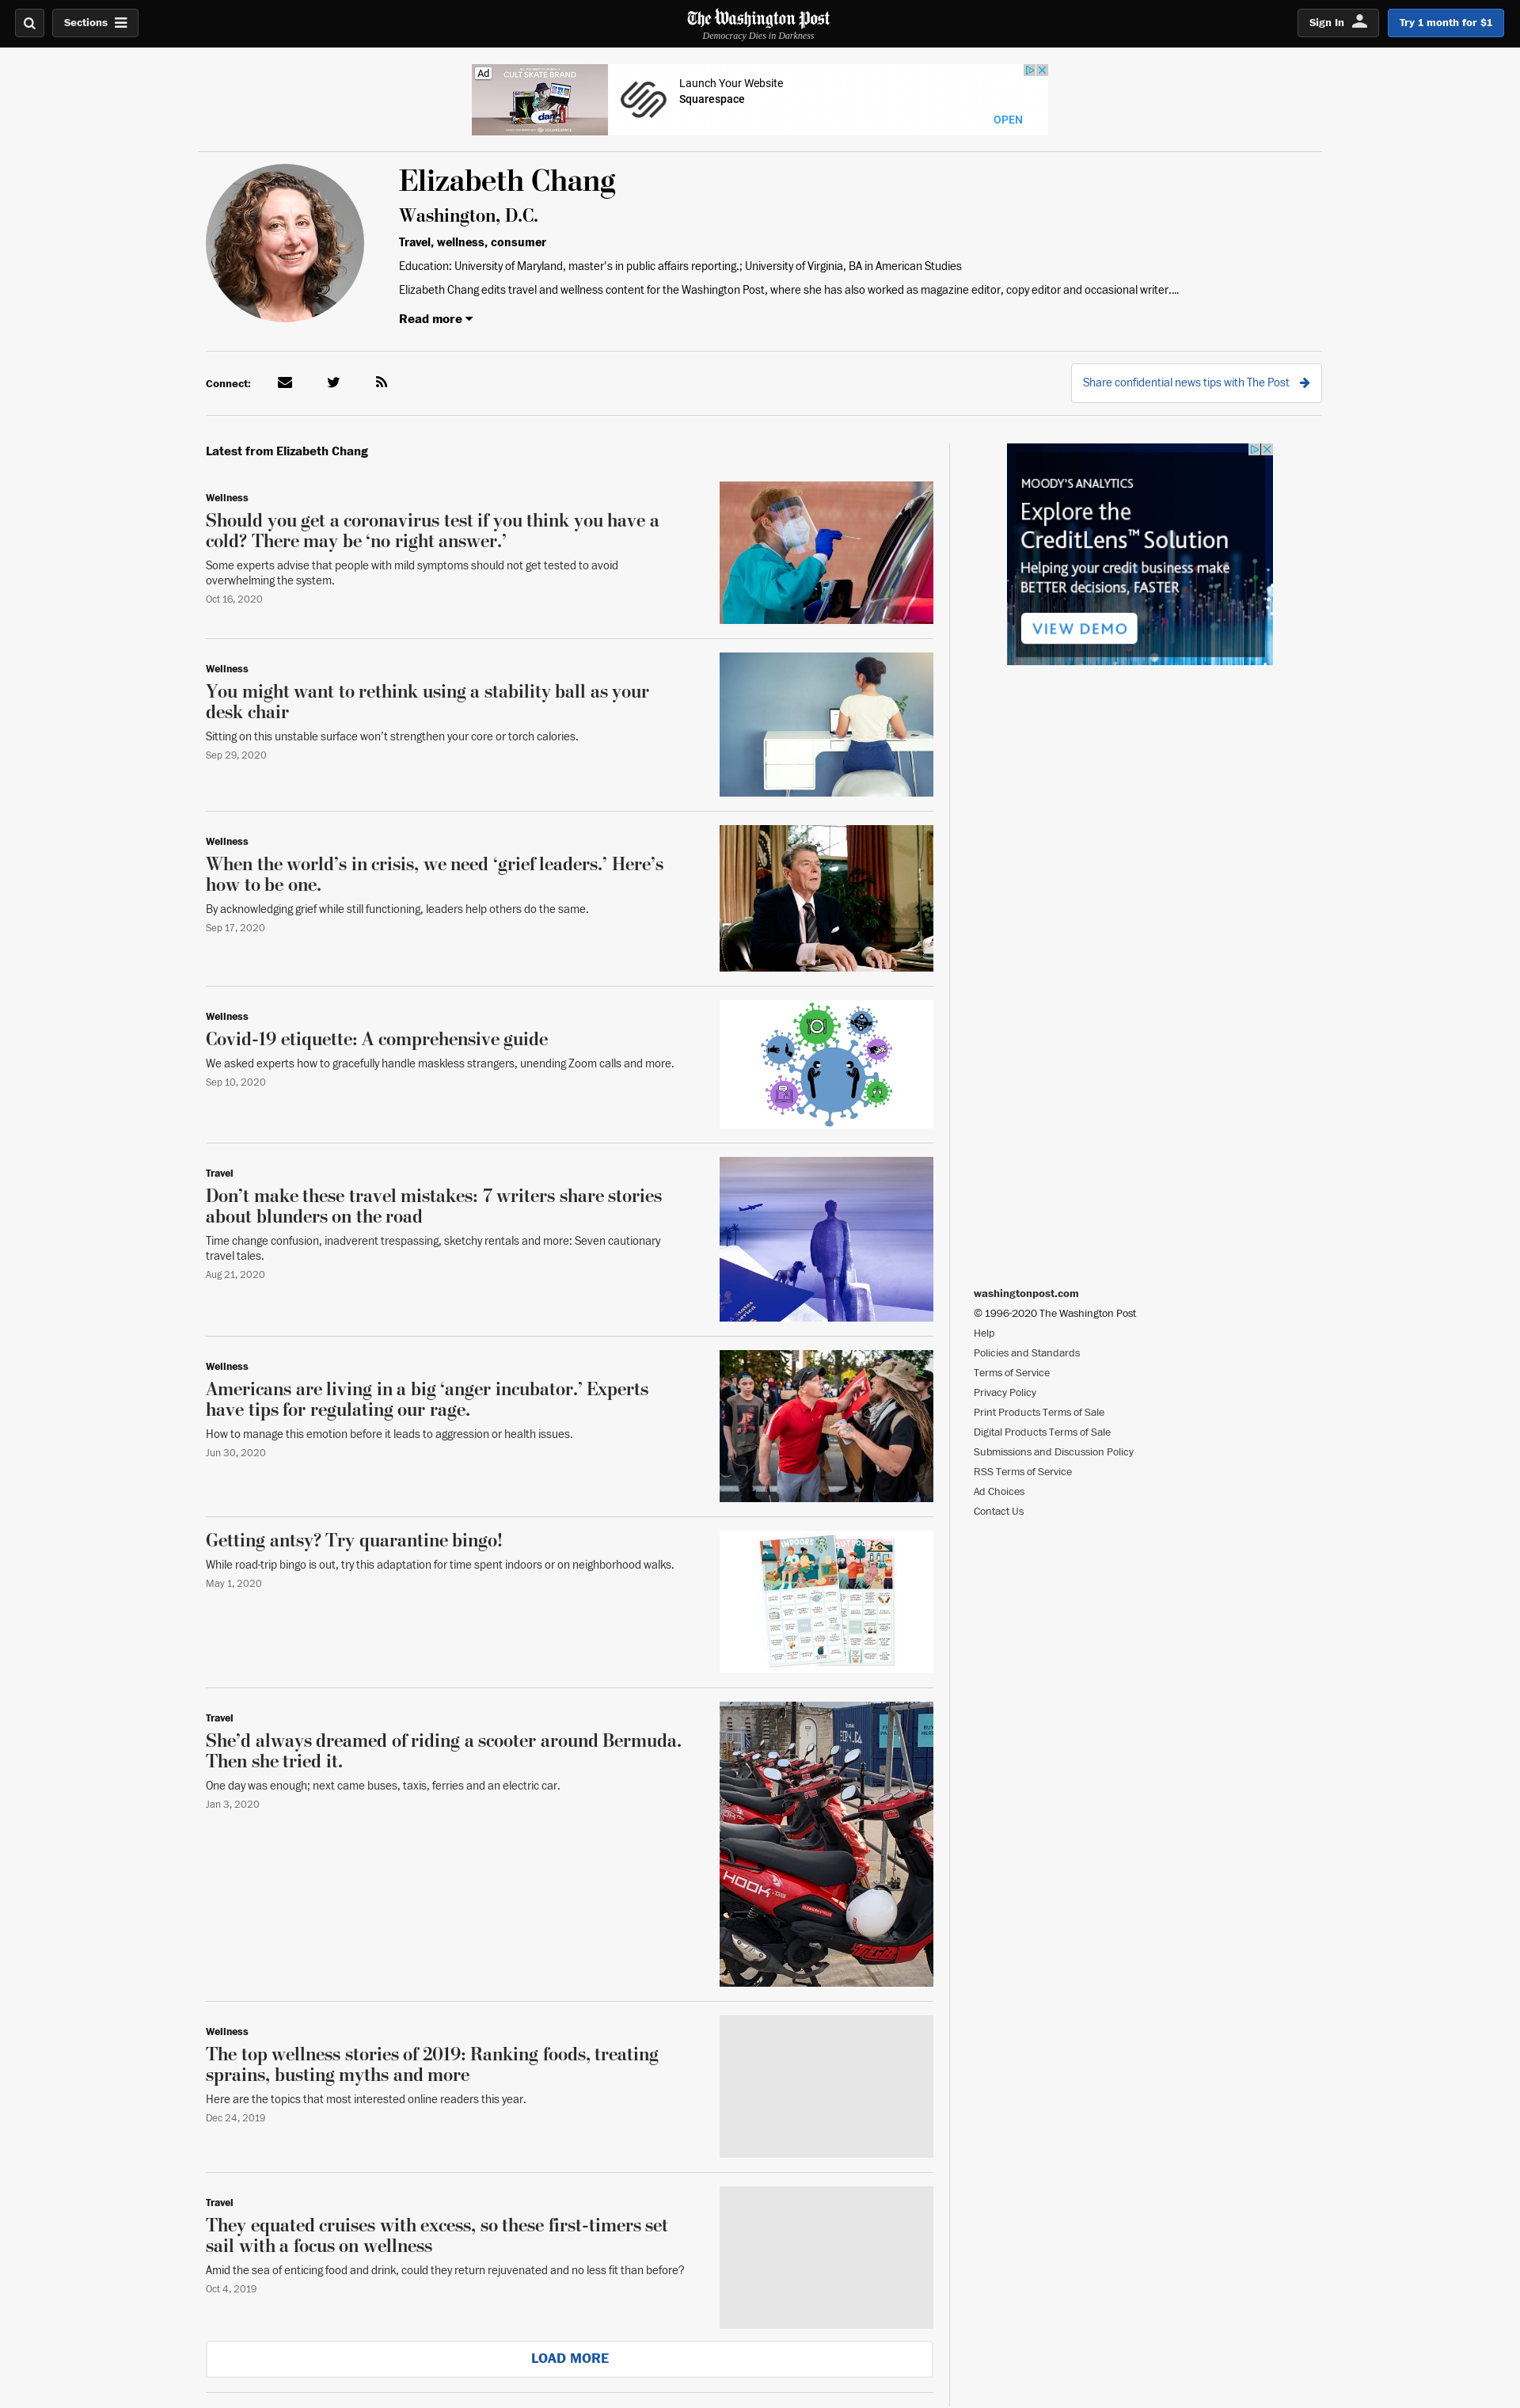 Sections
The Washington Post
Democracy Dies in Darkness
Sign In
Try 1 month for $1
Ad
CULT SKATE BRAND
Launch Your Website
Squarespace
OPEN
Elizabeth Chang
Washington, D.C.
Travel, wellness, consumer
Education: University of Maryland, master's in public affairs reporting.; University of Virginia, BA in American Studies
Elizabeth Chang edits travel and wellness content for the Washington Post, where she has also worked as magazine editor, copy editor and occasional writer....
Read more
Connect:
Share confidential news tips with The Post
Latest from Elizabeth Chang
Wellness
Should you get a coronavirus test if you think you have a
cold? There may be ‘no right answer.’
Some experts advise that people with mild symptoms should not get tested to avoid
overwhelming the system.
Oct 16, 2020
Wellness
You might want to rethink using a stability ball as your
desk chair
Sitting on this unstable surface won’t strengthen your core or torch calories.
Sep 29, 2020
Wellness
When the world’s in crisis, we need ‘grief leaders.’ Here’s
how to be one.
By acknowledging grief while still functioning, leaders help others do the same.
Sep 17, 2020
Wellness
Covid-19 etiquette: A comprehensive guide
We asked experts how to gracefully handle maskless strangers, unending Zoom calls and more.
Sep 10, 2020
Travel
Don’t make these travel mistakes: 7 writers share stories
about blunders on the road
Time change confusion, inadverent trespassing, sketchy rentals and more: Seven cautionary
travel tales.
Aug 21, 2020
Wellness
Americans are living in a big ‘anger incubator.’ Experts
have tips for regulating our rage.
How to manage this emotion before it leads to aggression or health issues.
Jun 30, 2020
Getting antsy? Try quarantine bingo!
While road-trip bingo is out, try this adaptation for time spent indoors or on neighborhood walks.
May 1, 2020
INDOORS
OUTDOORS
Travel
She’d always dreamed of riding a scooter around Bermuda.
Then she tried it.
One day was enough; next came buses, taxis, ferries and an electric car.
Jan 3, 2020
HOOK
TGB
Wellness
The top wellness stories of 2019: Ranking foods, treating
sprains, busting myths and more
Here are the topics that most interested online readers this year.
Dec 24, 2019
Travel
They equated cruises with excess, so these first-timers set
sail with a focus on wellness
Amid the sea of enticing food and drink, could they return rejuvenated and no less fit than before?
Oct 4, 2019
LOAD MORE
MOODY'S ANALYTICS
Explore the
CreditLens™ Solution
Helping your credit business make
BETTER decisions, FASTER
VIEW DEMO
washingtonpost.com
© 1996-2020 The Washington Post
Help
Policies and Standards
Terms of Service
Privacy Policy
Print Products Terms of Sale
Digital Products Terms of Sale
Submissions and Discussion Policy
RSS Terms of Service
Ad Choices
Contact Us